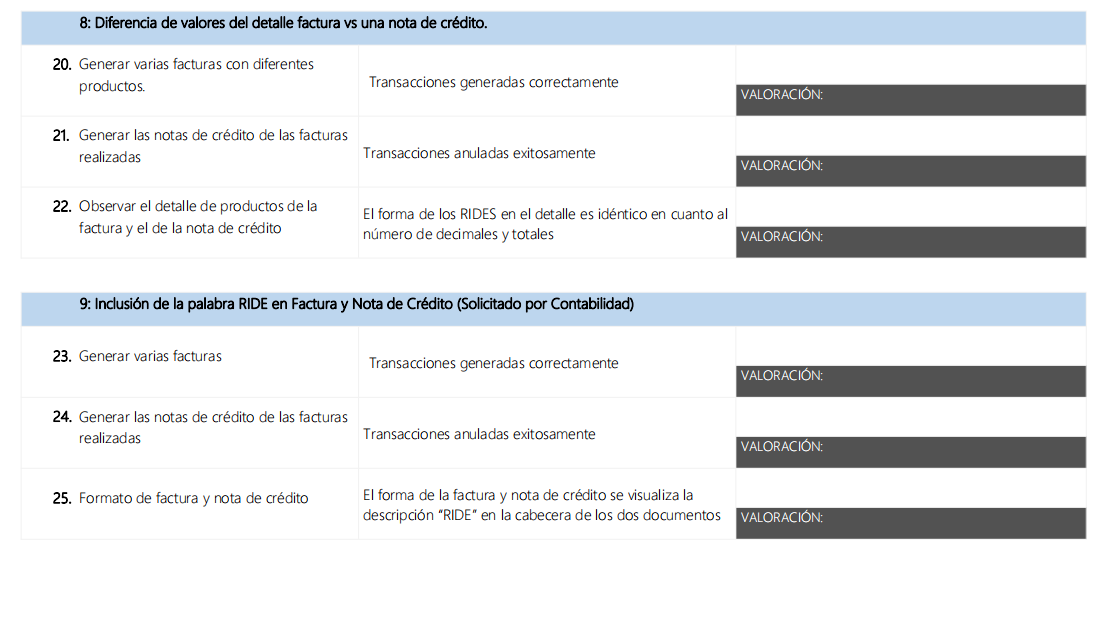 8: Diferencia de valores del detalle factura vs una nota de crédito.
20. Generar varias facturas con diferentes
productos.
Transacciones generadas correctamente
VALORACIÓN:
21. Generar las notas de crédito de las facturas
realizadas
Transacciones anuladas exitosamente
VALORACIÓN:
22. Observar el detalle de productos de la
factura y el de la nota de crédito
El forma de los RIDES en el detalle es idéntico en cuanto al
número de decimales y totales
VALORACIÓN:
9: Inclusión de la palabra RIDE en Factura y Nota de Crédito (Solicitado por Contabilidad)
23. Generar varias facturas
Transacciones generadas correctamente
VALORACIÓN:
24. Generar las notas de crédito de las facturas
realizadas
Transacciones anuladas exitosamente
VALORACIÓN:
25. Formato de factura y nota de crédito
El forma de la factura y nota de crédito se visualiza la
descripción “RIDE” en la cabecera de los dos documentos
VALORACIÓN: